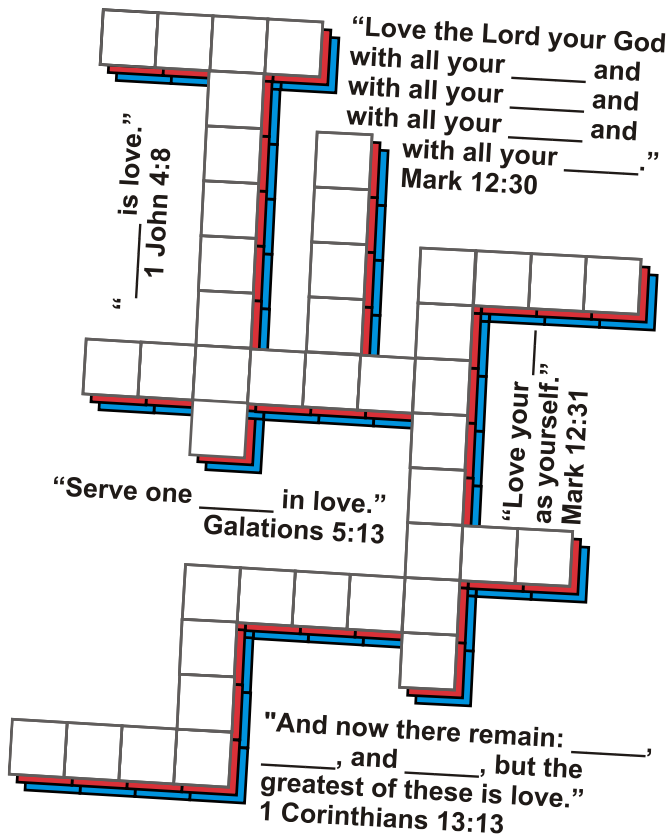 “Love the Lord your God
with all your _____ and
with all your _____ and
with all your _____ and
with all your _____.”
Mark 12:30
“_____ is love.”
1 John 4:8
“Love your ___
as yourself.”
Mark 12:31
“Serve one _____ in love.”
Galations 5:13
"And now there remain: _____,
_____, and _____, but the
greatest of these is love.”
1 Corinthians 13:13